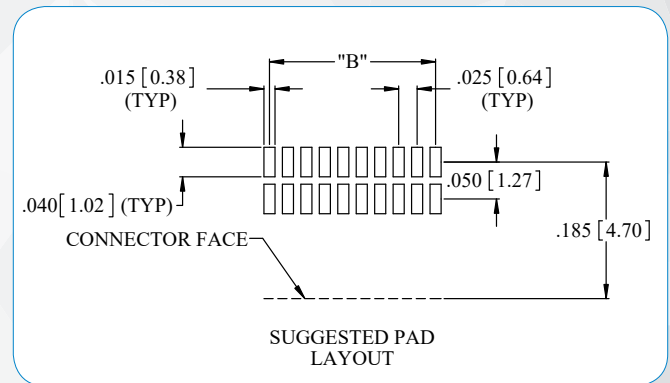 "B"
.015 [0.38]
(TYP)
.025 [0.64]
(TYP)
.040[1.02] (TYP)
.050 [1.27]
.185 [4.70]
CONNECTOR FACE
SUGGESTED PAD
LAYOUT